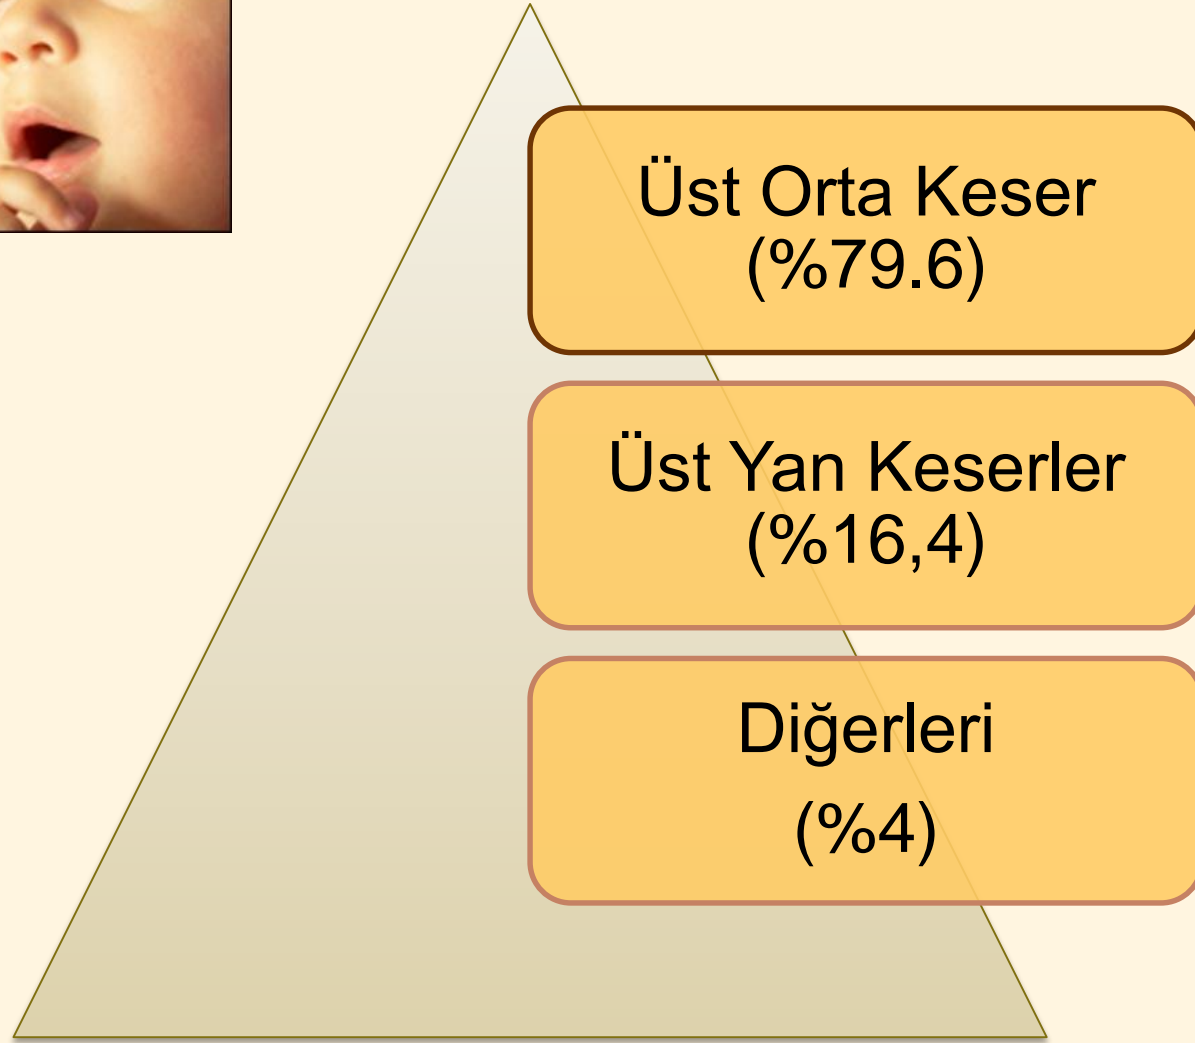 Üst Orta Keser
(%79.6)
Üst Yan Keserler
(%16,4)
Diğerleri
(%4)